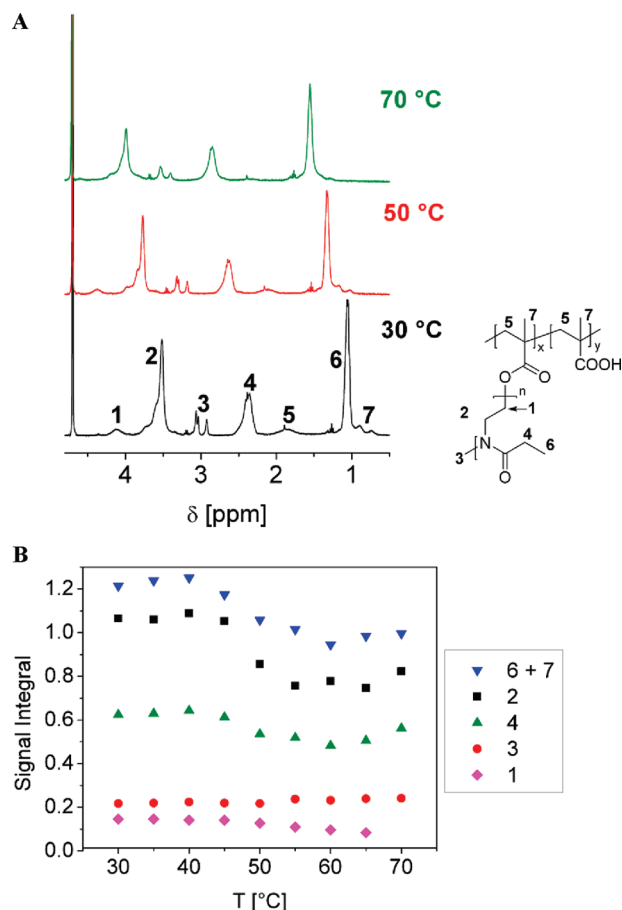 A
70 °C
50 °C
30 °C
1 2 3 4 5 6 7
4 3 2 1
δ [ppm]
5 7 5 7
x y
O O COOH
n
2 1
N 4
3 6
O
B
Signal Integral
1.2
1.0
0.8
0.6
0.4
0.2
0.0
30 40 50 60 70
T [°C]
6 + 7
2
4
3
1